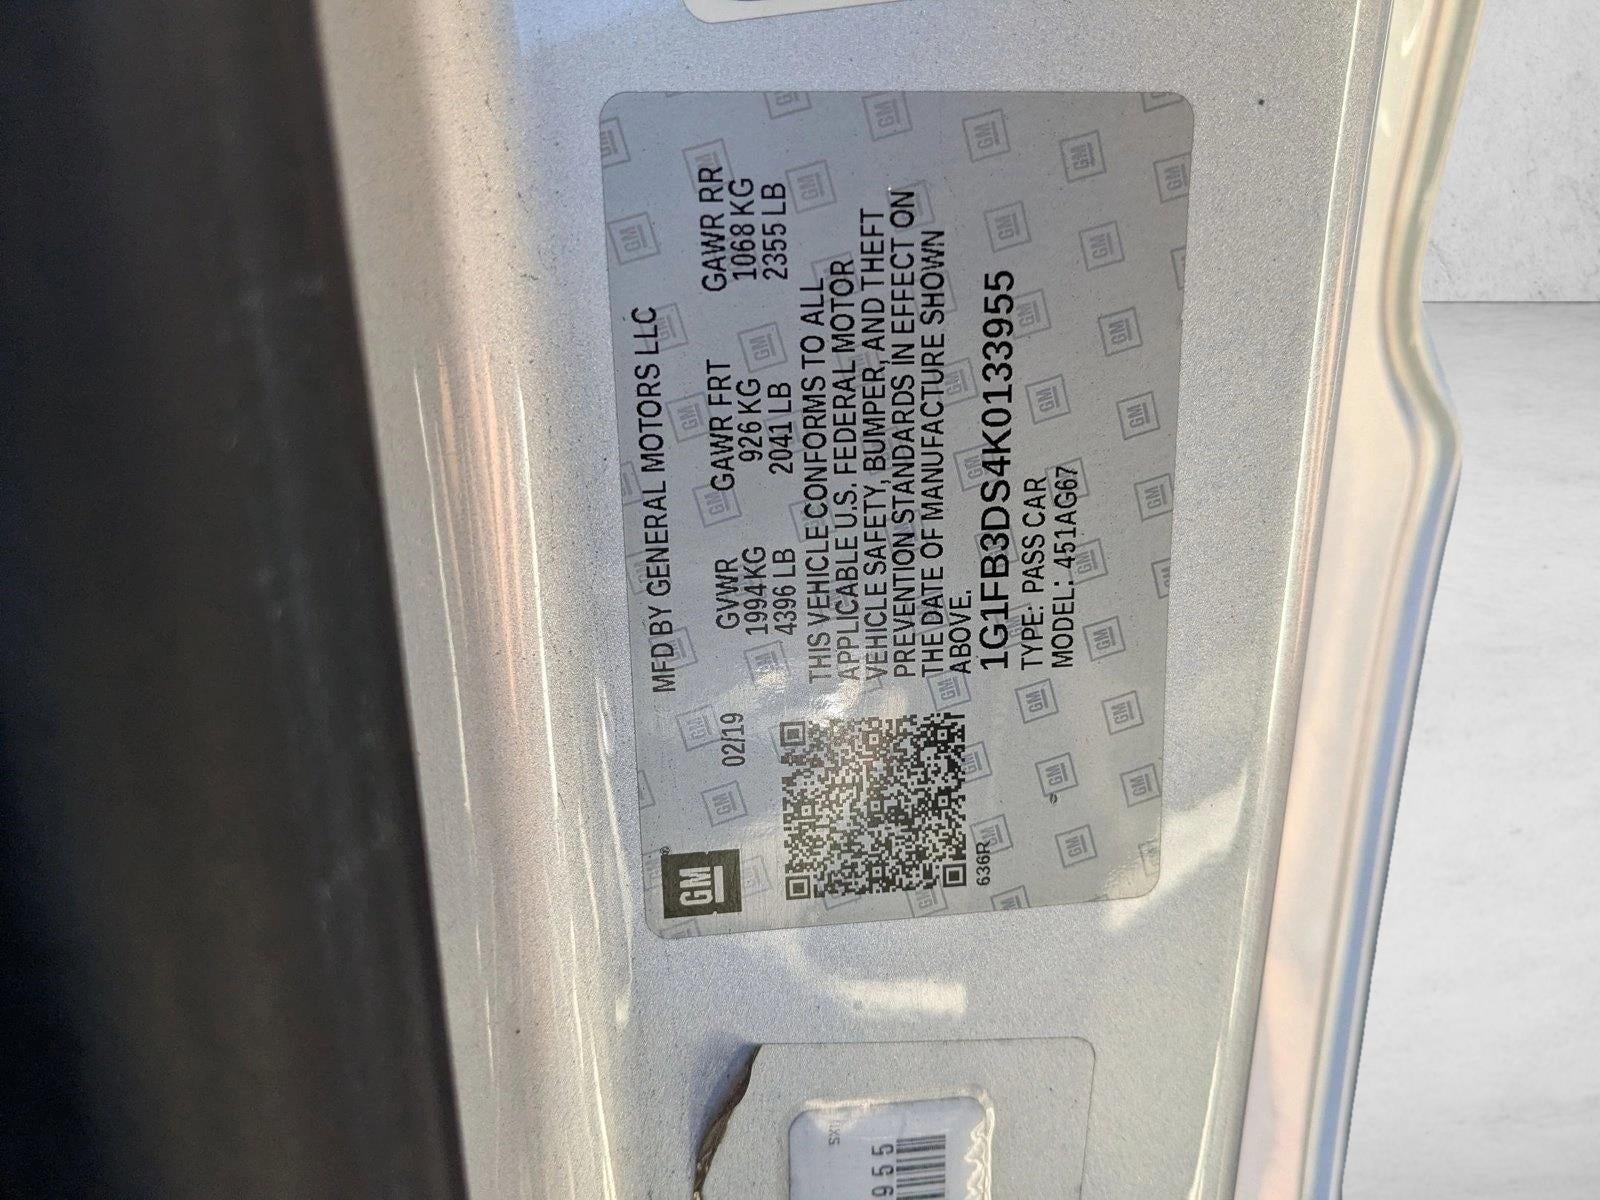 MFD BY GENERAL MOTORS LLC
02/19 GVWR GAWR FRT GAWR RR
1994 KG 926 KG 1068 KG
4396 LB 2041 LB 2355 LB
THIS VEHICLE CONFORMS TO ALL
APPLICABLE U.S. FEDERAL MOTOR
VEHICLE SAFETY, BUMPER, AND THEFT
PREVENTION STANDARDS IN EFFECT ON
THE DATE OF MANUFACTURE SHOWN
ABOVE.
1G1FB3DS4K0133955
TYPE: PASS CAR
MODEL: 451AG67
GM
636R
955